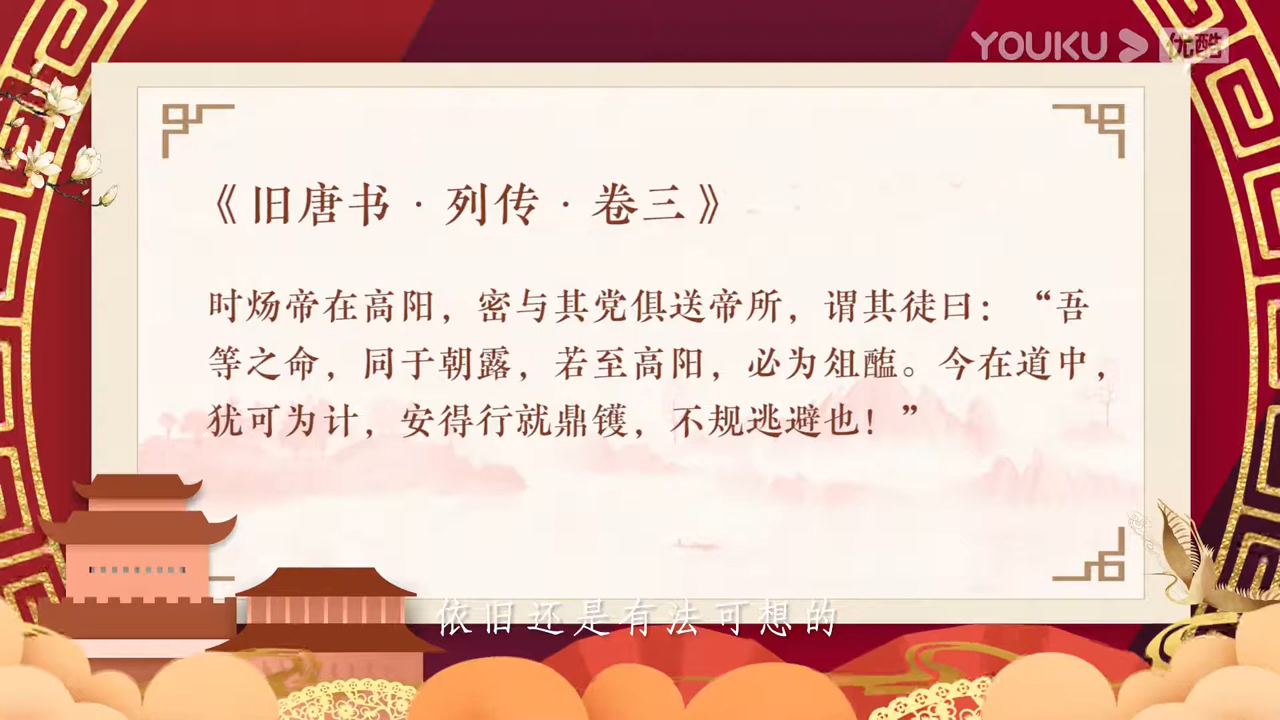 YOUKU 优酷
《旧唐书·列传·卷三》
时炀帝在高阳，密与其党俱送帝所，谓其徒曰：“吾
等之命，同于朝露，若至高阳，必为俎醢。今在道中，
犹可为计，安得行就鼎镬，不规逃避也！”
依旧还是有法可想的